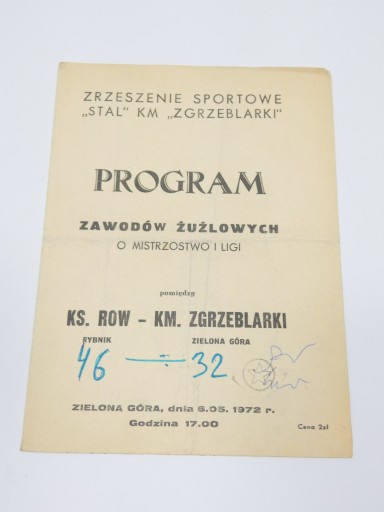 ZRZESZENIE SPORTOWE
„STAL” KM „ZGRZEBLARKI”
PROGRAM
ZAWODÓW ŻUŻLOWYCH
O MISTRZOSTWO I LIGI
pomiędzy
KS. ROW – KM. ZGRZEBLARKI
RYBNIK ZIELONA GÓRA
46 — : — 32
ZIELONA GÓRA, dnia 6.05. 1972 r.
Godzina 17.00
Cena 2zł